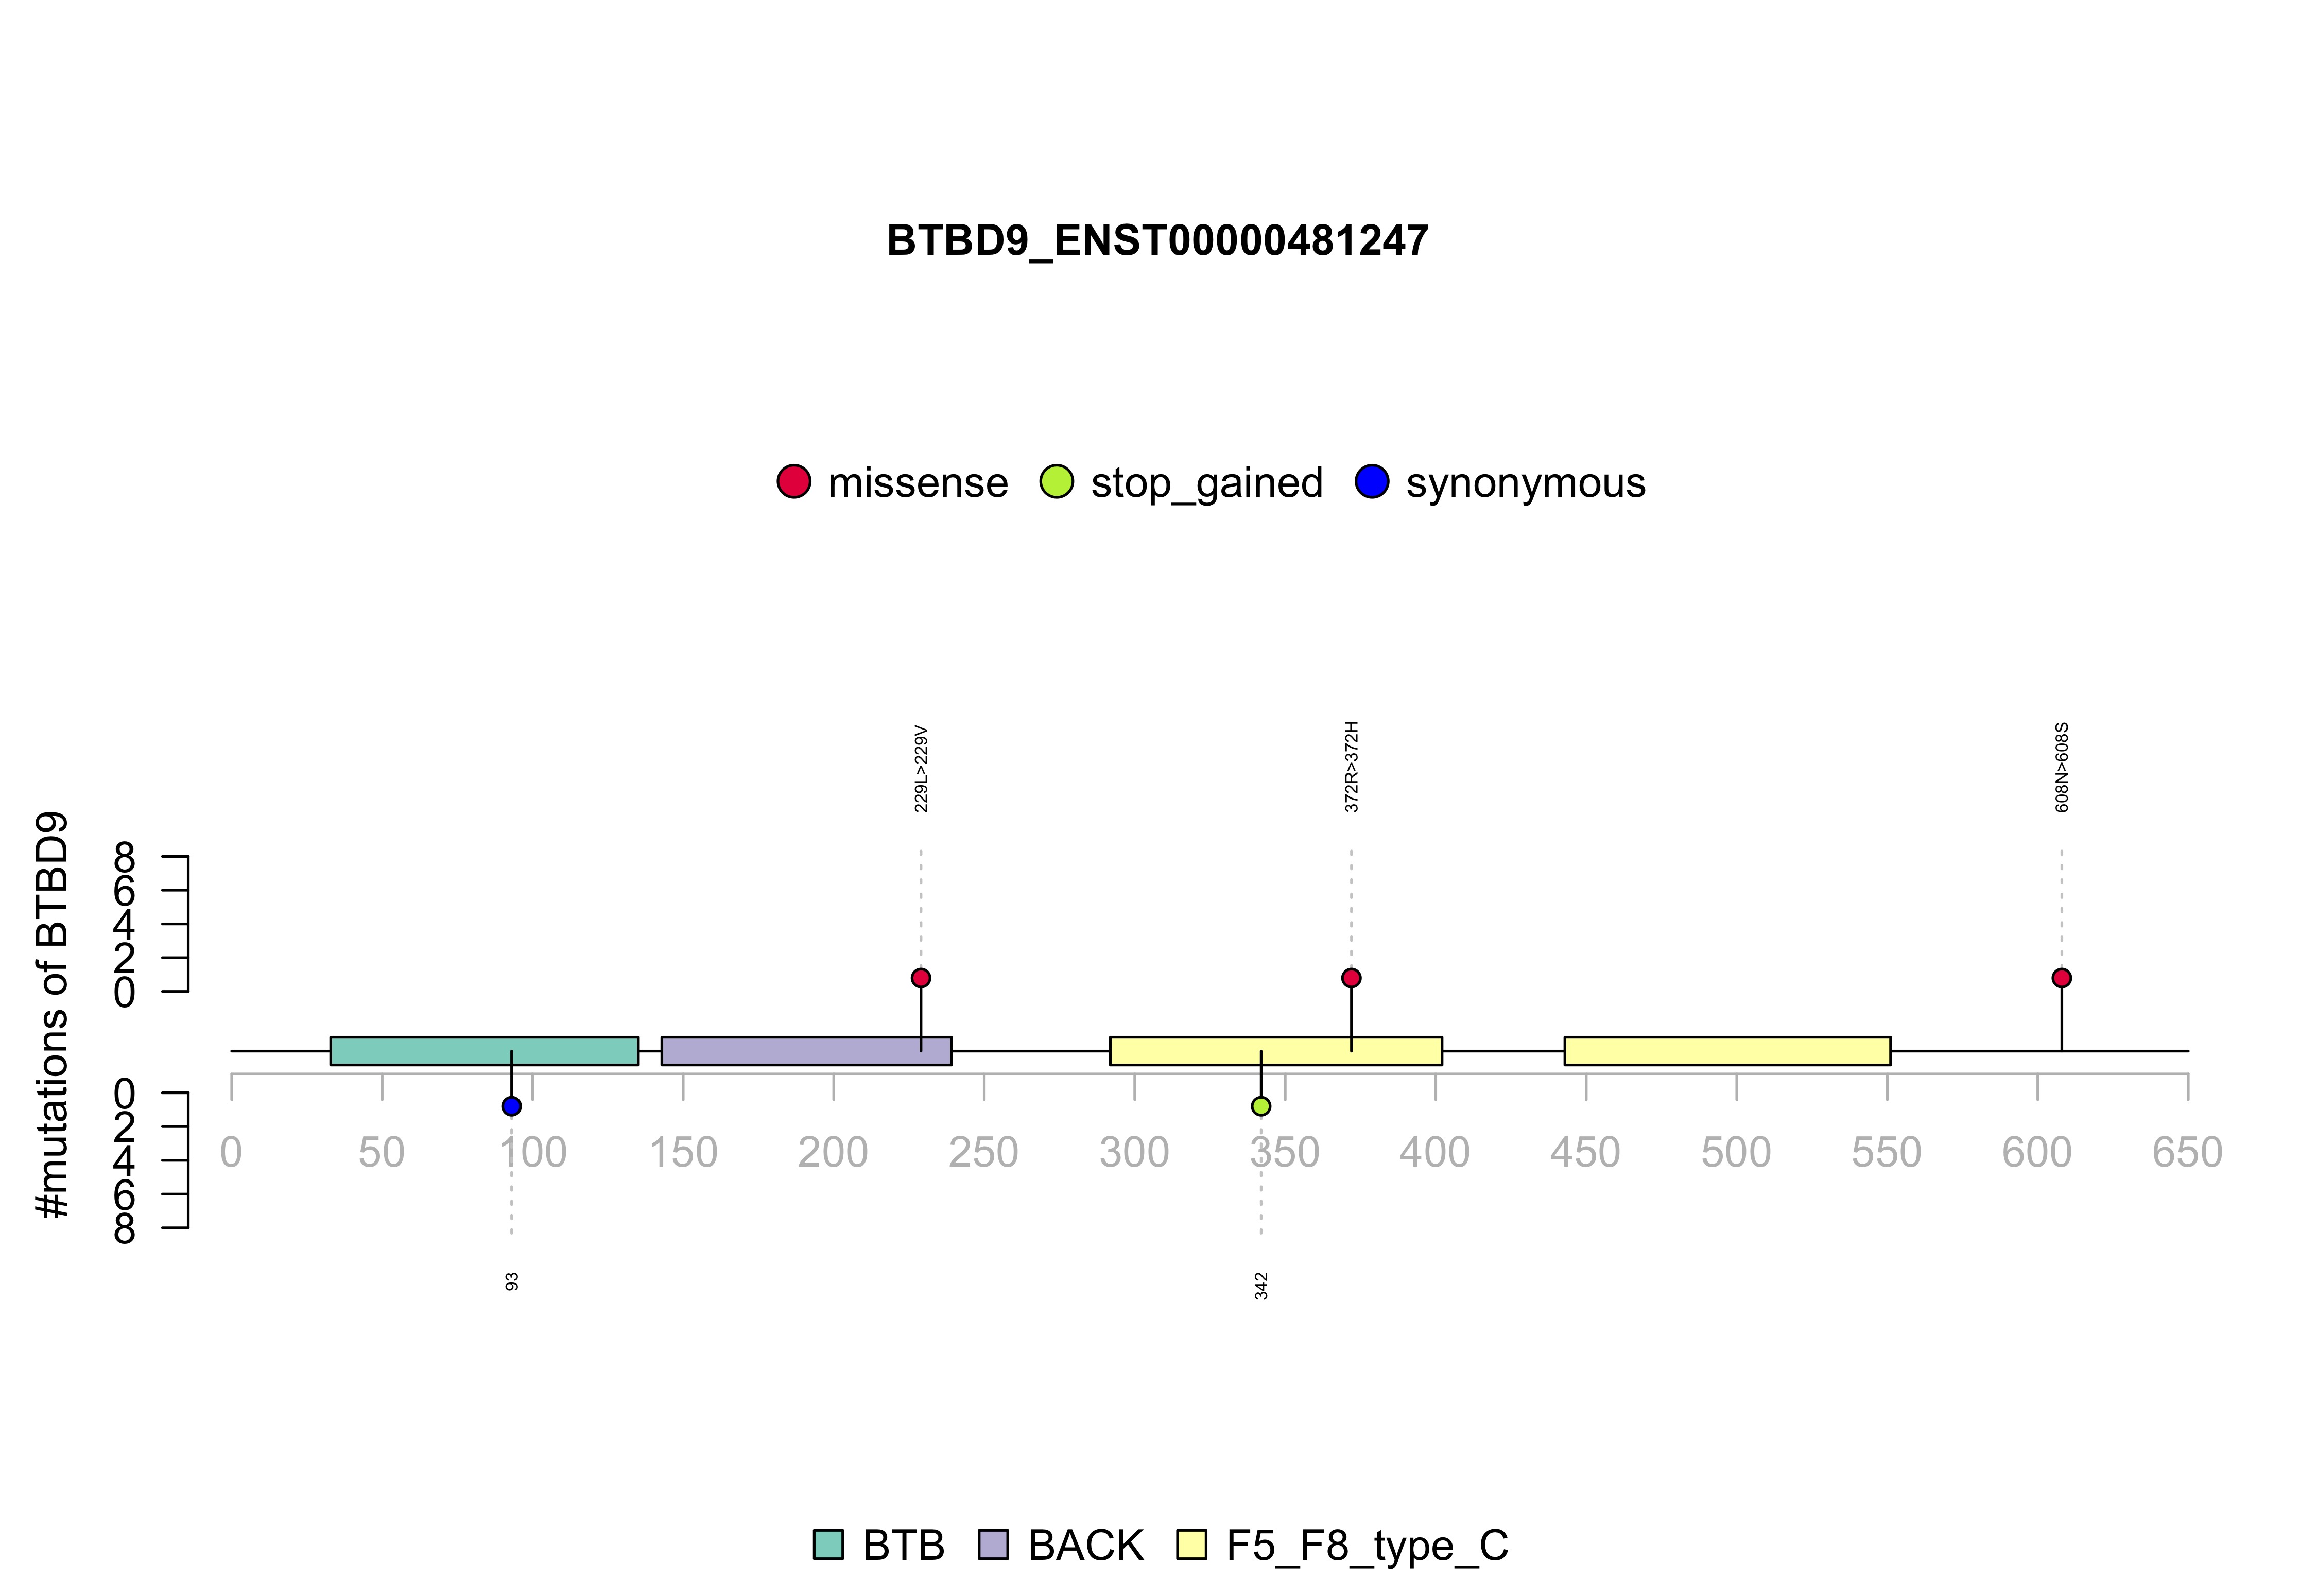 BTBD9_ENST00000481247
missense stop_gained synonymous
229L>229V 372R>372H 608N>608S
#mutations of BTBD9
8
6
4
2
0
0
2
4
6
8
0 50 100 150 200 250 300 350 400 450 500 550 600 650
93 342
BTB BACK F5_F8_type_C